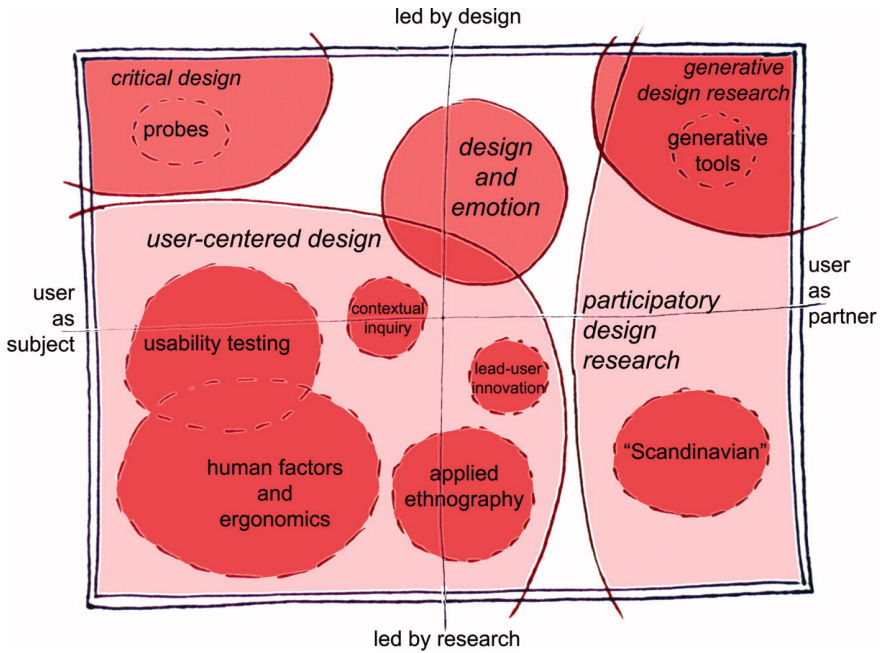 led by design
critical design
probes
generative
design research
generative
tools
design
and
emotion
user-centered design
user
as
subject
user
as
partner
contextual
inquiry
participatory
design
research
usability testing
lead-user
innovation
human factors
and
ergonomics
applied
ethnography
“Scandinavian”
led by research